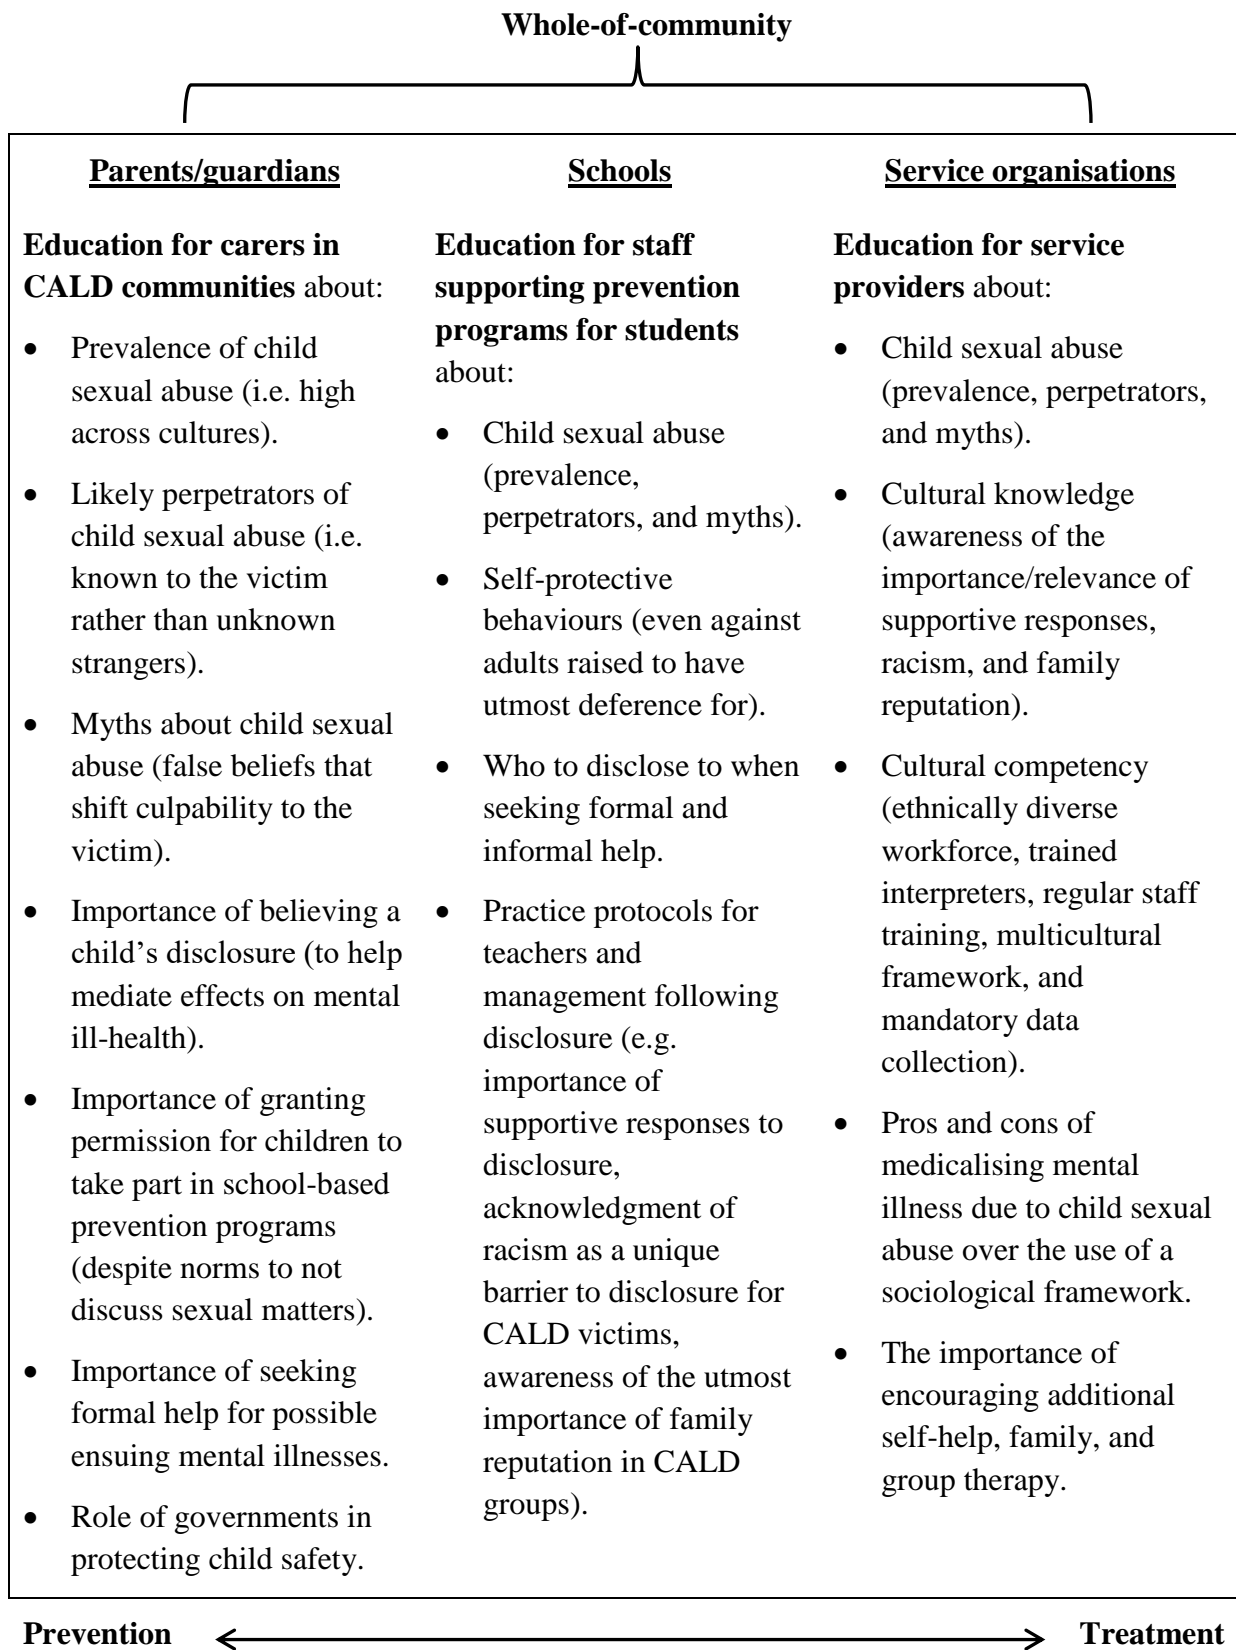 Whole-of-community
Parents/guardians
Education for carers in
CALD communities about:
• Prevalence of child
sexual abuse (i.e. high
across cultures).
• Likely perpetrators of
child sexual abuse (i.e.
known to the victim
rather than unknown
strangers).
• Myths about child sexual
abuse (false beliefs that
shift culpability to the
victim).
• Importance of believing a
child’s disclosure (to help
mediate effects on mental
ill-health).
• Importance of granting
permission for children to
take part in school-based
prevention programs
(despite norms to not
discuss sexual matters).
• Importance of seeking
formal help for possible
ensuing mental illnesses.
• Role of governments in
protecting child safety.
Schools
Education for staff
supporting prevention
programs for students
about:
• Child sexual abuse
(prevalence,
perpetrators, and myths).
• Self-protective
behaviours (even against
adults raised to have
utmost deference for).
• Who to disclose to when
seeking formal and
informal help.
• Practice protocols for
teachers and
management following
disclosure (e.g.
importance of
supportive responses to
disclosure,
acknowledgment of
racism as a unique
barrier to disclosure for
CALD victims,
awareness of the utmost
importance of family
reputation in CALD
groups).
Service organisations
Education for service
providers about:
• Child sexual abuse
(prevalence, perpetrators,
and myths).
• Cultural knowledge
(awareness of the
importance/relevance of
supportive responses,
racism, and family
reputation).
• Cultural competency
(ethnically diverse
workforce, trained
interpreters, regular staff
training, multicultural
framework, and
mandatory data
collection).
• Pros and cons of
medicalising mental
illness due to child sexual
abuse over the use of a
sociological framework.
• The importance of
encouraging additional
self-help, family, and
group therapy.
Prevention
Treatment